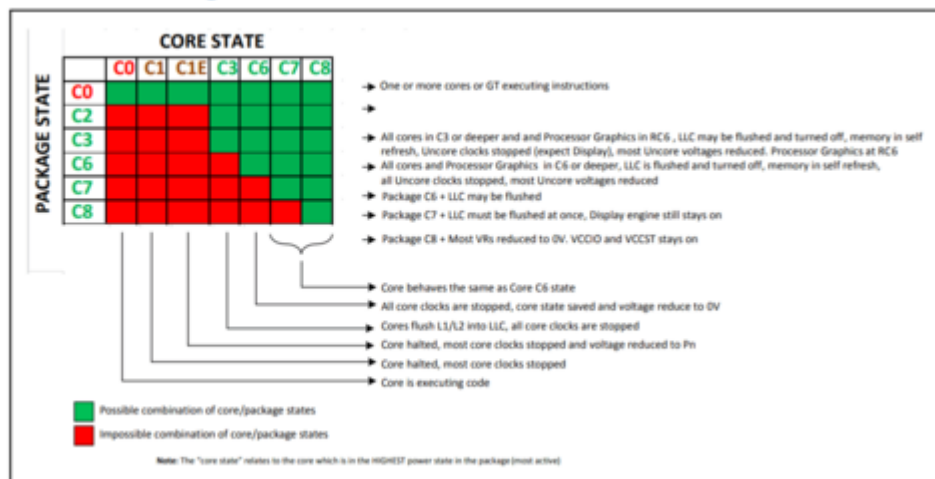 CORE STATE
C0 C1 C1E C3 C6 C7 C8
PACKAGE STATE
C0
C2
C3
C6
C7
C8
One or more cores or GT executing instructions
All cores in C3 or deeper and and Processor Graphics in RC6 , LLC may be flushed and turned off, memory in self
refresh, Uncore clocks stopped (expect Display), most Uncore voltages reduced. Processor Graphics at RC6
All cores and Processor Graphics in C6 or deeper, LLC is flushed and turned off, memory in self refresh,
all Uncore clocks stopped, most Uncore voltages reduced
Package C6 + LLC may be flushed
Package C7 + LLC must be flushed at once, Display engine still stays on
Package C8 + Most VRs reduced to 0V. VCCIO and VCCST stays on
Core behaves the same as Core C6 state
All core clocks are stopped, core state saved and voltage reduce to 0V
Cores flush L1/L2 into LLC, all core clocks are stopped
Core halted, most core clocks stopped and voltage reduced to Pn
Core halted, most core clocks stopped
Core is executing code
Possible combination of core/package states
Impossible combination of core/package states
Note: The "core state" relates to the core which is in the HIGHEST power state in the package (most active)